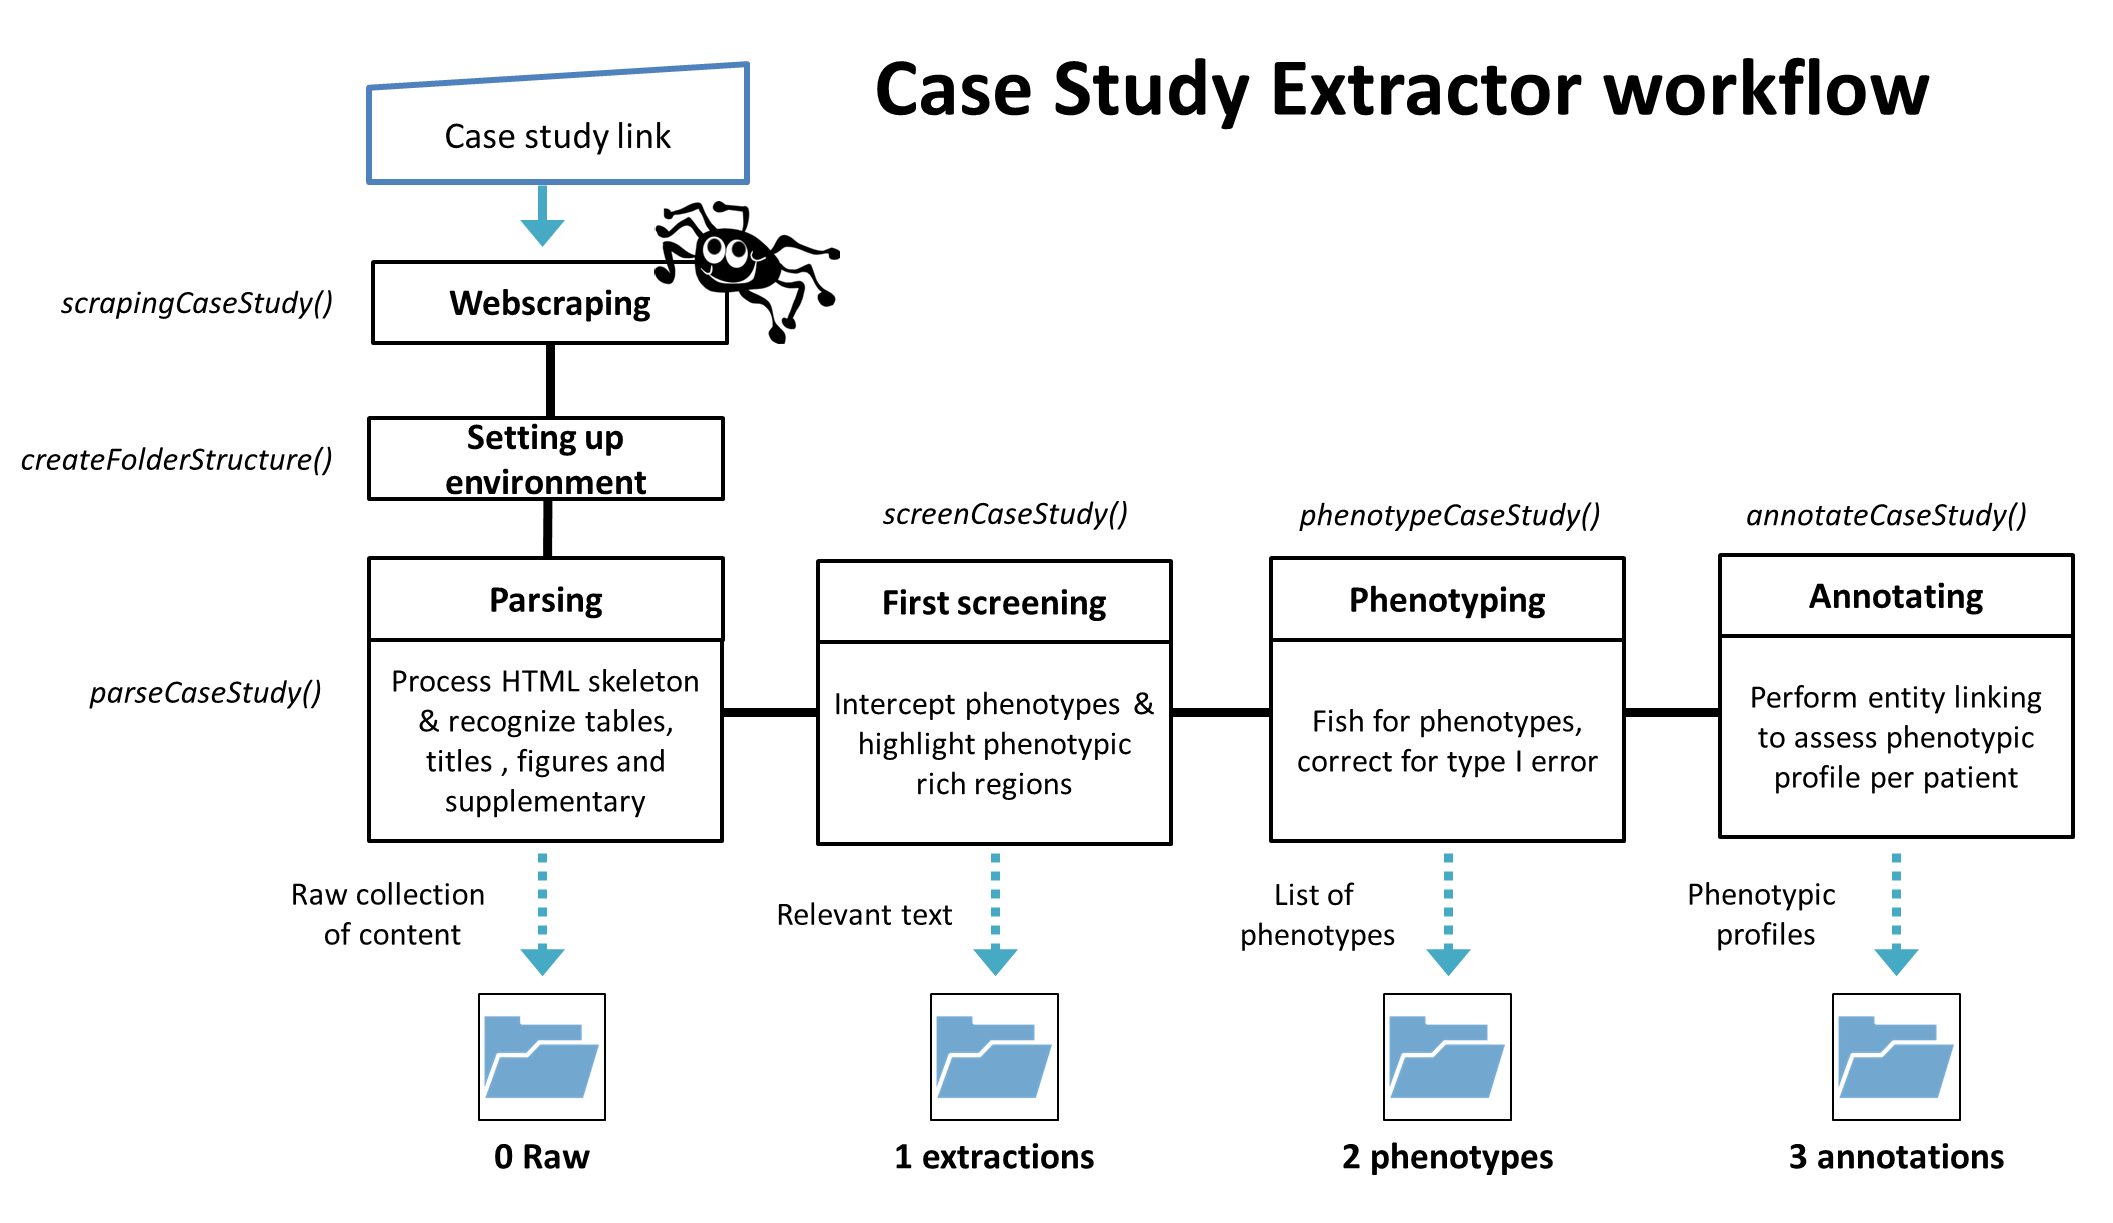 Case Study Extractor workflow
Case study link
scrapingCaseStudy()
Webscraping
createFolderStructure()
Setting up
environment
parseCaseStudy()
Parsing
Process HTML skeleton
& recognize tables,
titles , figures and
supplementary
screenCaseStudy()
First screening
Intercept phenotypes &
highlight phenotypic
rich regions
phenotypeCaseStudy()
Phenotyping
Fish for phenotypes,
correct for type I error
annotateCaseStudy()
Annotating
Perform entity linking
to assess phenotypic
profile per patient
Raw collection
of content
Relevant text
List of
phenotypes
Phenotypic
profiles
0 Raw
1 extractions
2 phenotypes
3 annotations